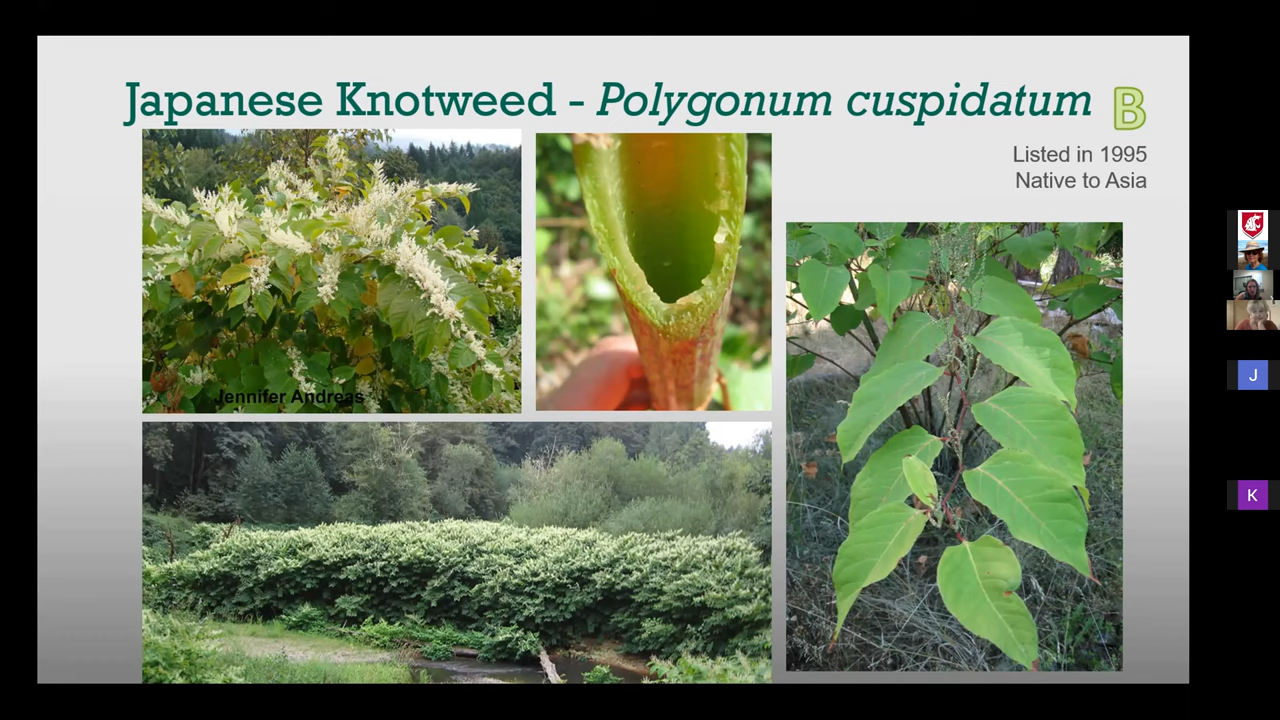 Japanese Knotweed - Polygonum cuspidatum B
Listed in 1995
Native to Asia
Jennifer Andreas
J
K